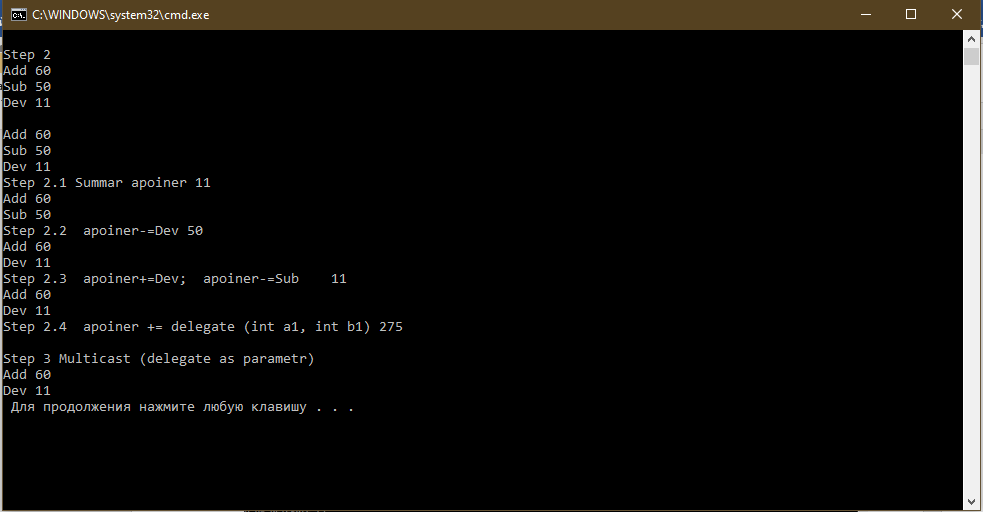 C:\WINDOWS\system32\cmd.exe
Step 2
Add 60
Sub 50
Dev 11
Add 60
Sub 50
Dev 11
Step 2.1 Summar apoiner 11
Add 60
Sub 50
Step 2.2  apoiner-=Dev 50
Add 60
Dev 11
Step 2.3  apoiner+=Dev;  apoiner-=Sub    11
Add 60
Dev 11
Step 2.4  apoiner += delegate (int a1, int b1) 275
Step 3 Multicast (delegate as parametr)
Add 60
Dev 11
Для продолжения нажмите любую клавишу . . .